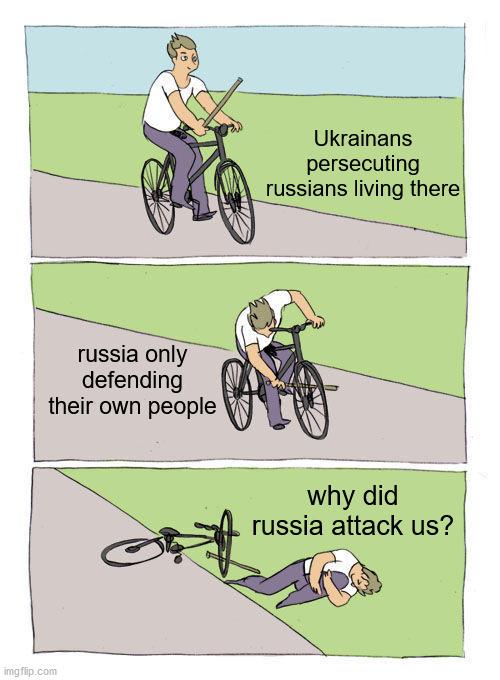 Ukrainans
persecuting
russians living there
russia only
defending
their own people
why did
russia attack us?
imgflip.com